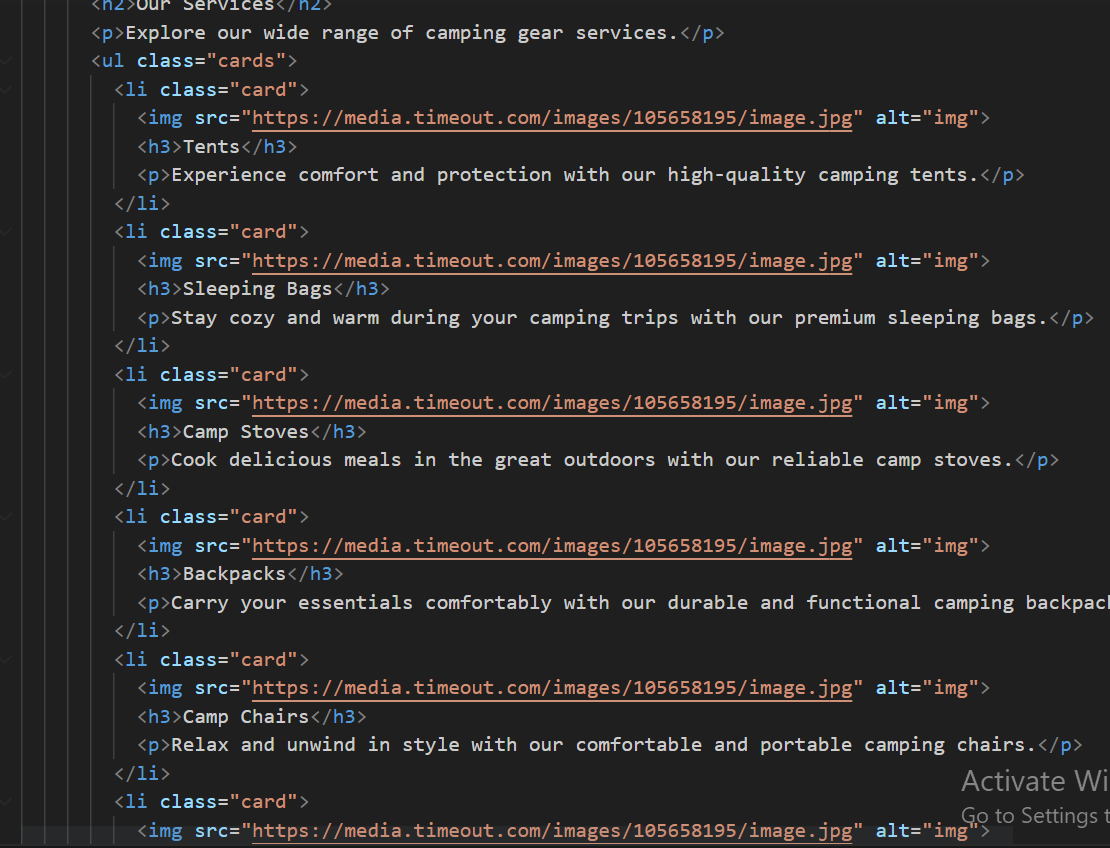 <h2>Our Services</h2>
<p>Explore our wide range of camping gear services.</p>
<ul class="cards">
<li class="card">
<img src="https://media.timeout.com/images/105658195/image.jpg" alt="img">
<h3>Tents</h3>
<p>Experience comfort and protection with our high-quality camping tents.</p>
</li>
<li class="card">
<img src="https://media.timeout.com/images/105658195/image.jpg" alt="img">
<h3>Sleeping Bags</h3>
<p>Stay cozy and warm during your camping trips with our premium sleeping bags.</p>
</li>
<li class="card">
<img src="https://media.timeout.com/images/105658195/image.jpg" alt="img">
<h3>Camp Stoves</h3>
<p>Cook delicious meals in the great outdoors with our reliable camp stoves.</p>
</li>
<li class="card">
<img src="https://media.timeout.com/images/105658195/image.jpg" alt="img">
<h3>Backpacks</h3>
<p>Carry your essentials comfortably with our durable and functional camping backpac
</li>
<li class="card">
<img src="https://media.timeout.com/images/105658195/image.jpg" alt="img">
<h3>Camp Chairs</h3>
<p>Relax and unwind in style with our comfortable and portable camping chairs.</p>
</li>
Activate Wi
<li class="card">
Go to Settings t
<img src="https://media.timeout.com/images/105658195/image.jpg" alt="img">